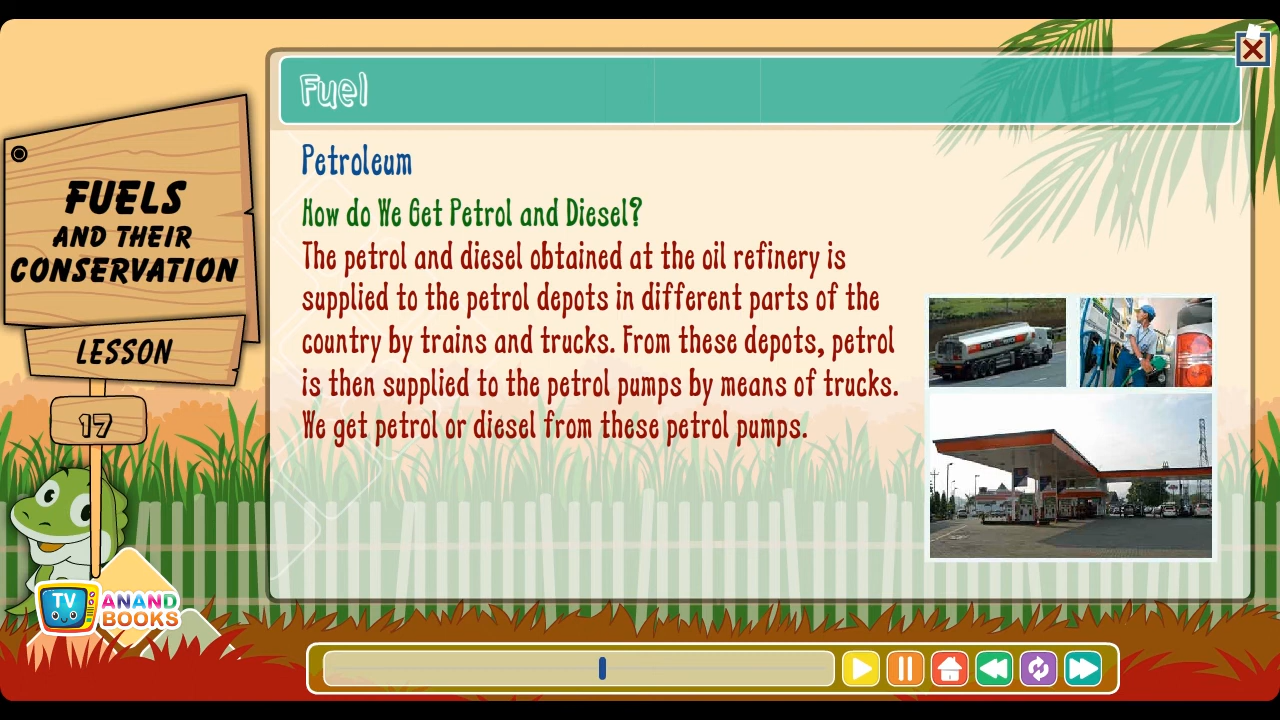 Fuel
FUELS
AND THEIR
CONSERVATION
LESSON
17
Petroleum
How do We Get Petrol and Diesel?
The petrol and diesel obtained at the oil refinery is
supplied to the petrol depots in different parts of the
country by trains and trucks. From these depots, petrol
is then supplied to the petrol pumps by means of trucks.
We get petrol or diesel from these petrol pumps.
TV
ANAND
BOOKS